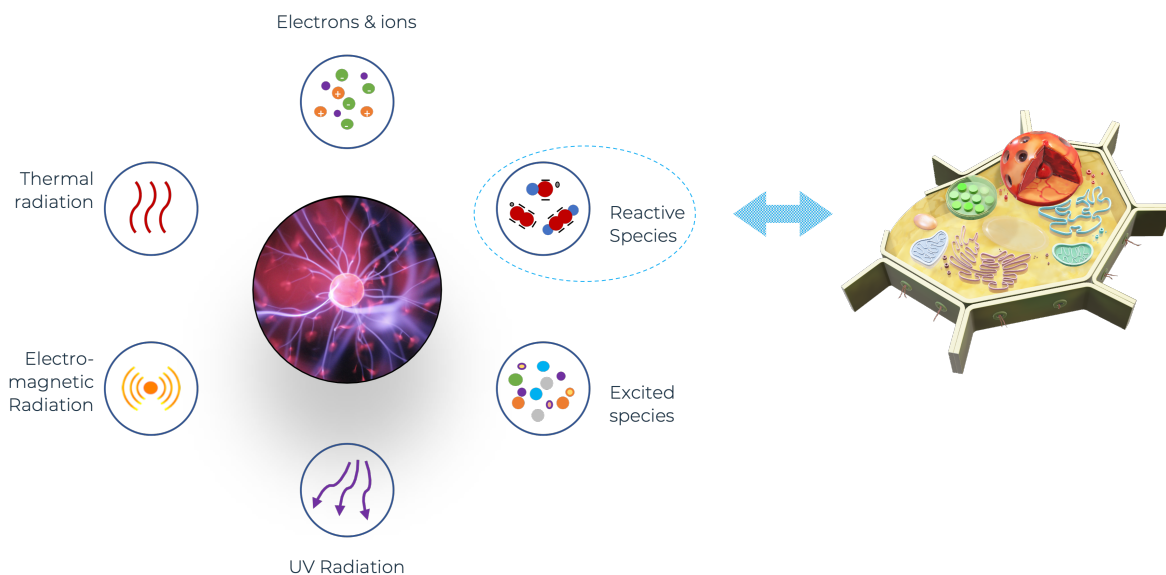 Electrons & ions
Thermal
radiation
Reactive
Species
Electro-
magnetic
Radiation
Excited
species
UV Radiation